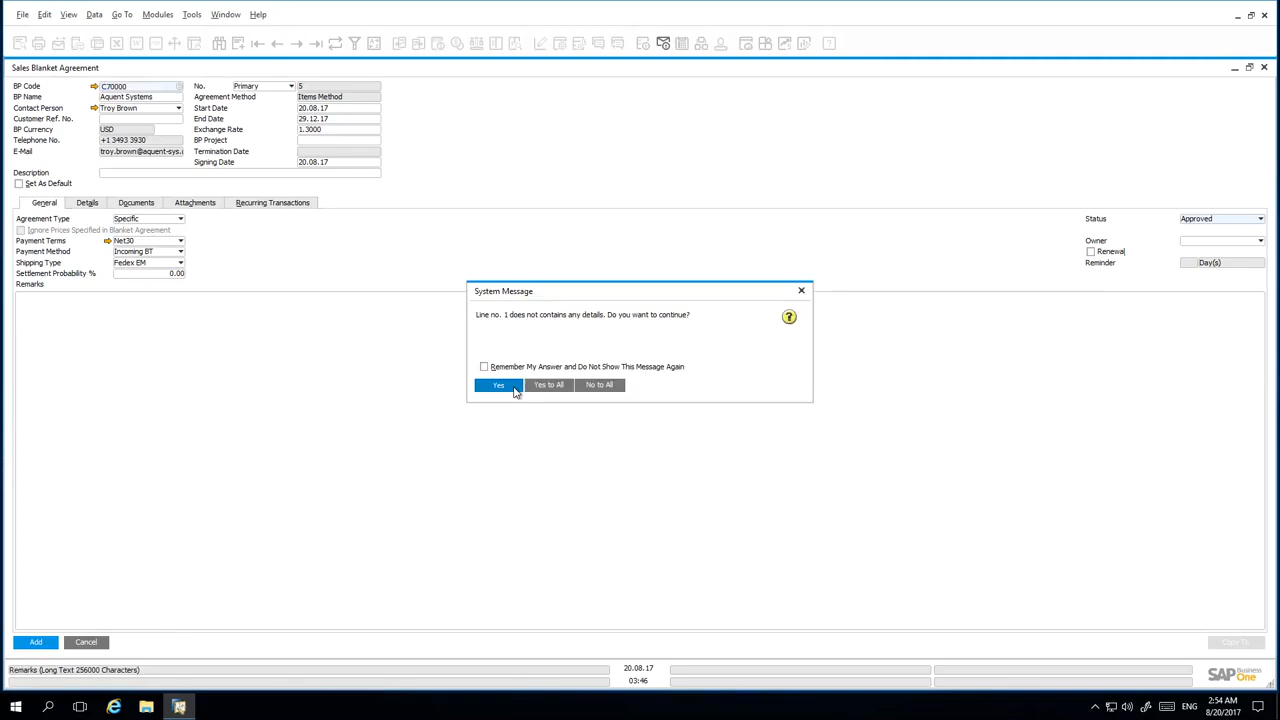 File Edit View Data Go To Modules Tools Window Help
Sales Blanket Agreement
BP Code C70000 No. Primary 5
BP Name Aquent Systems Agreement Method Items Method
Contact Person Troy Brown Start Date 20.08.17
Customer Ref. No. End Date 29.12.17
BP Currency USD Exchange Rate 1.3000
Telephone No. +1 3493 3930 BP Project
E-Mail troy.brown@aquent-sys. Termination Date
Signing Date 20.08.17
Description
Set As Default
General Details Documents Attachments Recurring Transactions
Agreement Type Specific Status Approved
Ignore Prices Specified in Blanket Agreement
Payment Terms Net30 Owner
Payment Method Incoming BT Renewal
Shipping Type Fedex EM Reminder Day(s)
Settlement Probability % 0.00
Remarks
System Message
Line no. 1 does not contains any details. Do you want to continue?
Remember My Answer and Do Not Show This Message Again
Yes Yes to All No to All
Add Cancel Copy To
Remarks (Long Text 256000 Characters) 20.08.17
03:46
SAP Business One
ENG 2:54 AM
8/20/2017